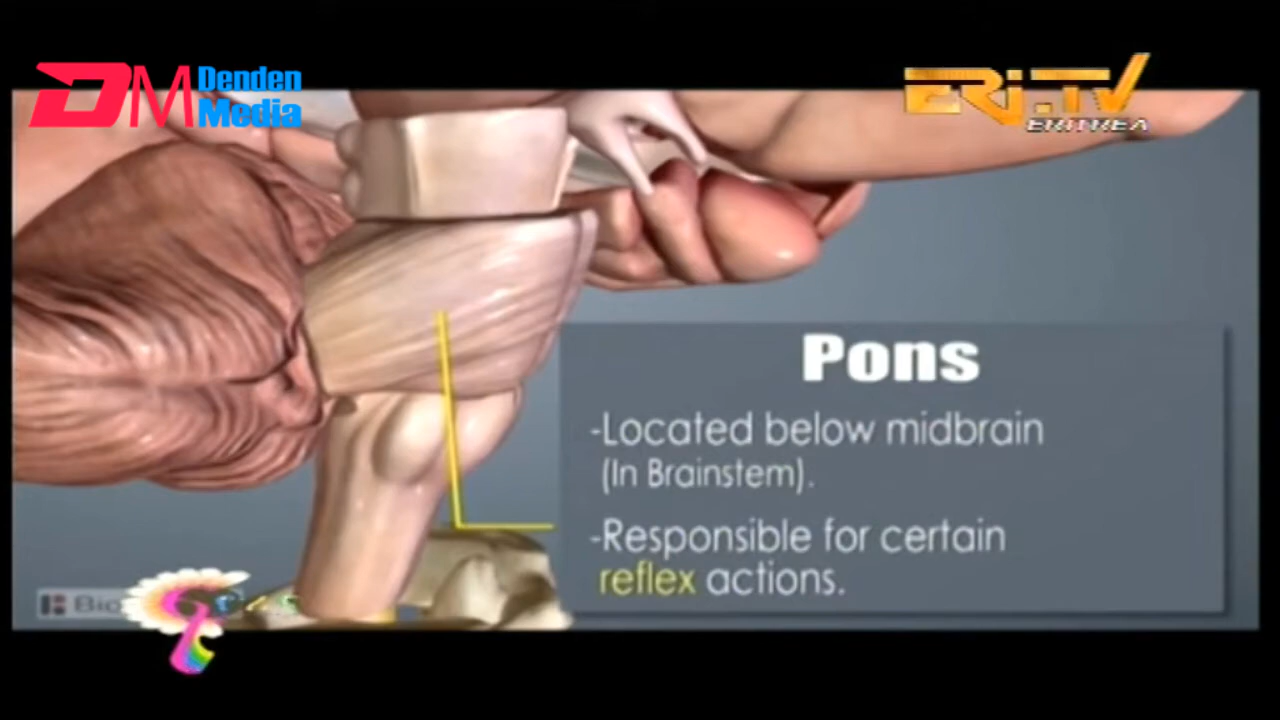 DM Denden
Media
ERi.TV
ERITREA
Pons
-Located below midbrain
(In Brainstem).
-Responsible for certain
reflex actions.